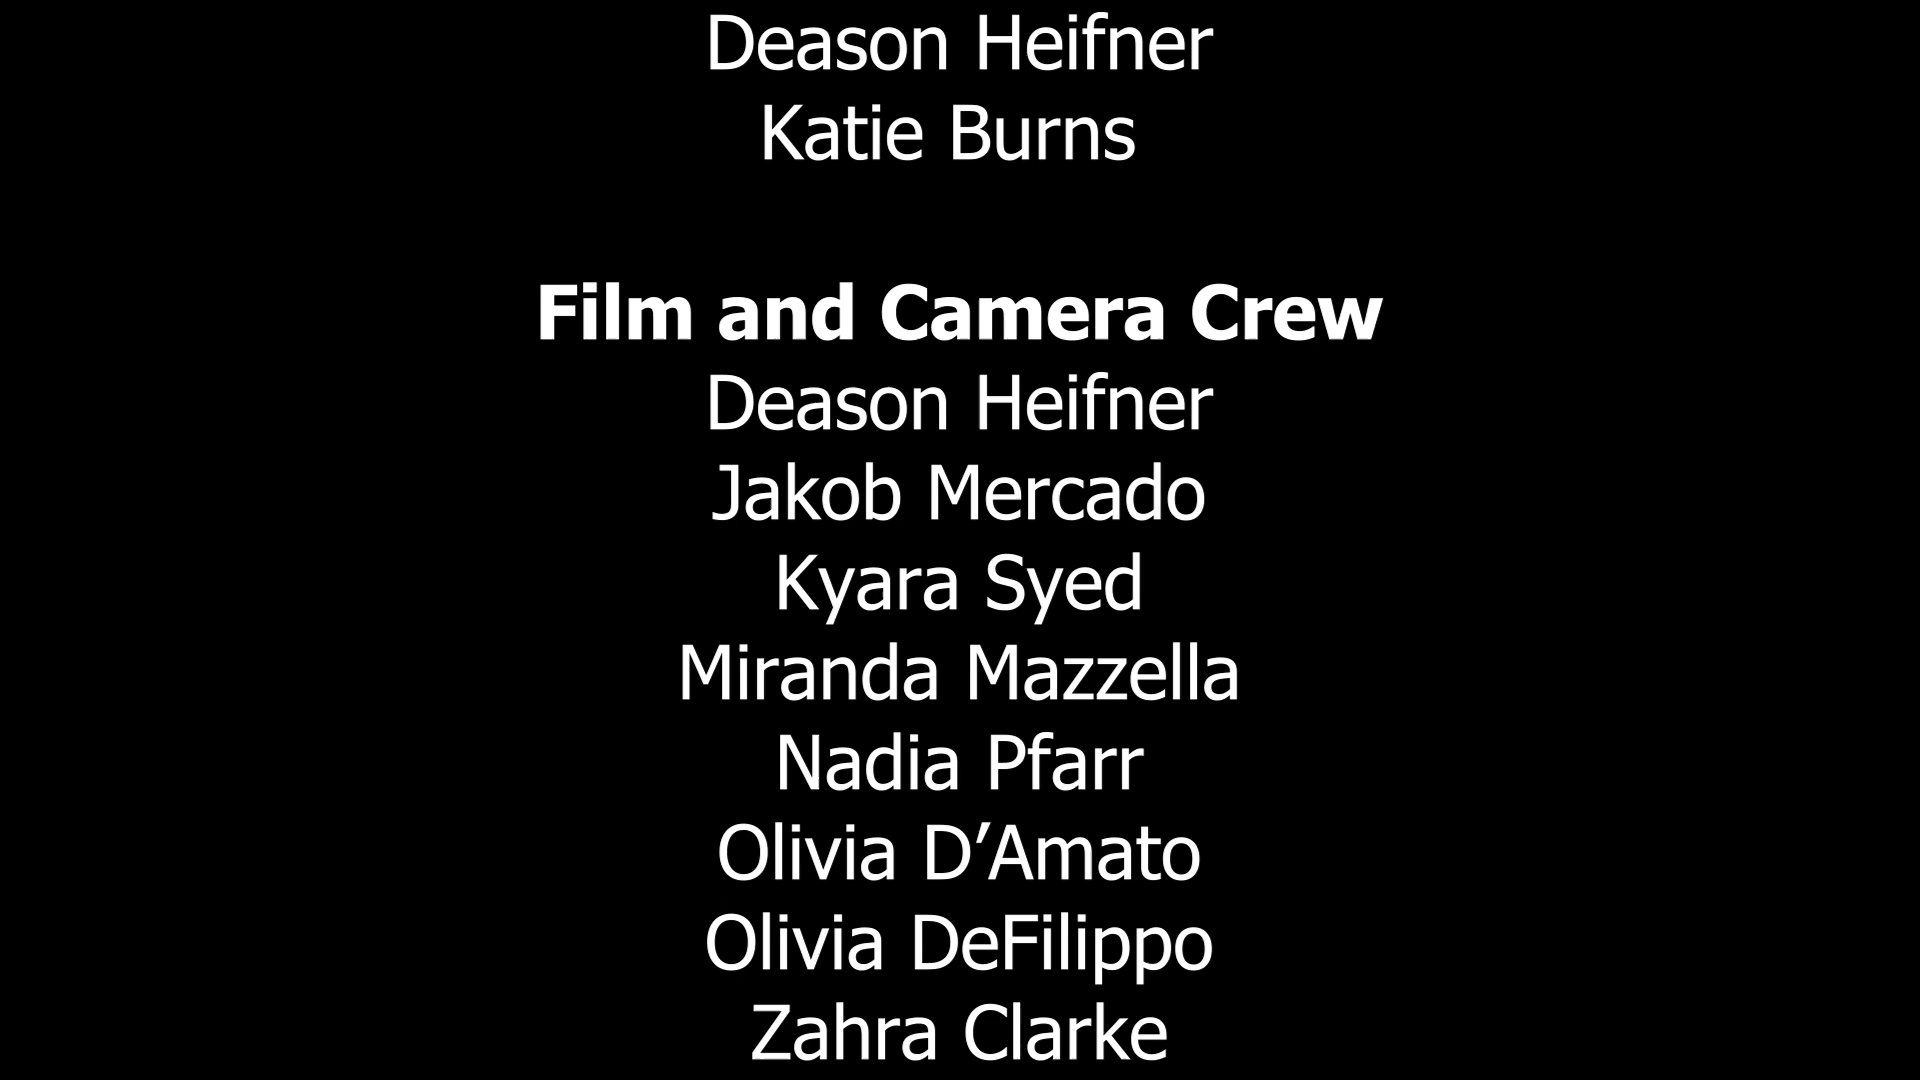 Deason Heifner
Katie Burns
Film and Camera Crew
Deason Heifner
Jakob Mercado
Kyara Syed
Miranda Mazzella
Nadia Pfarr
Olivia D’Amato
Olivia DeFilippo
Zahra Clarke